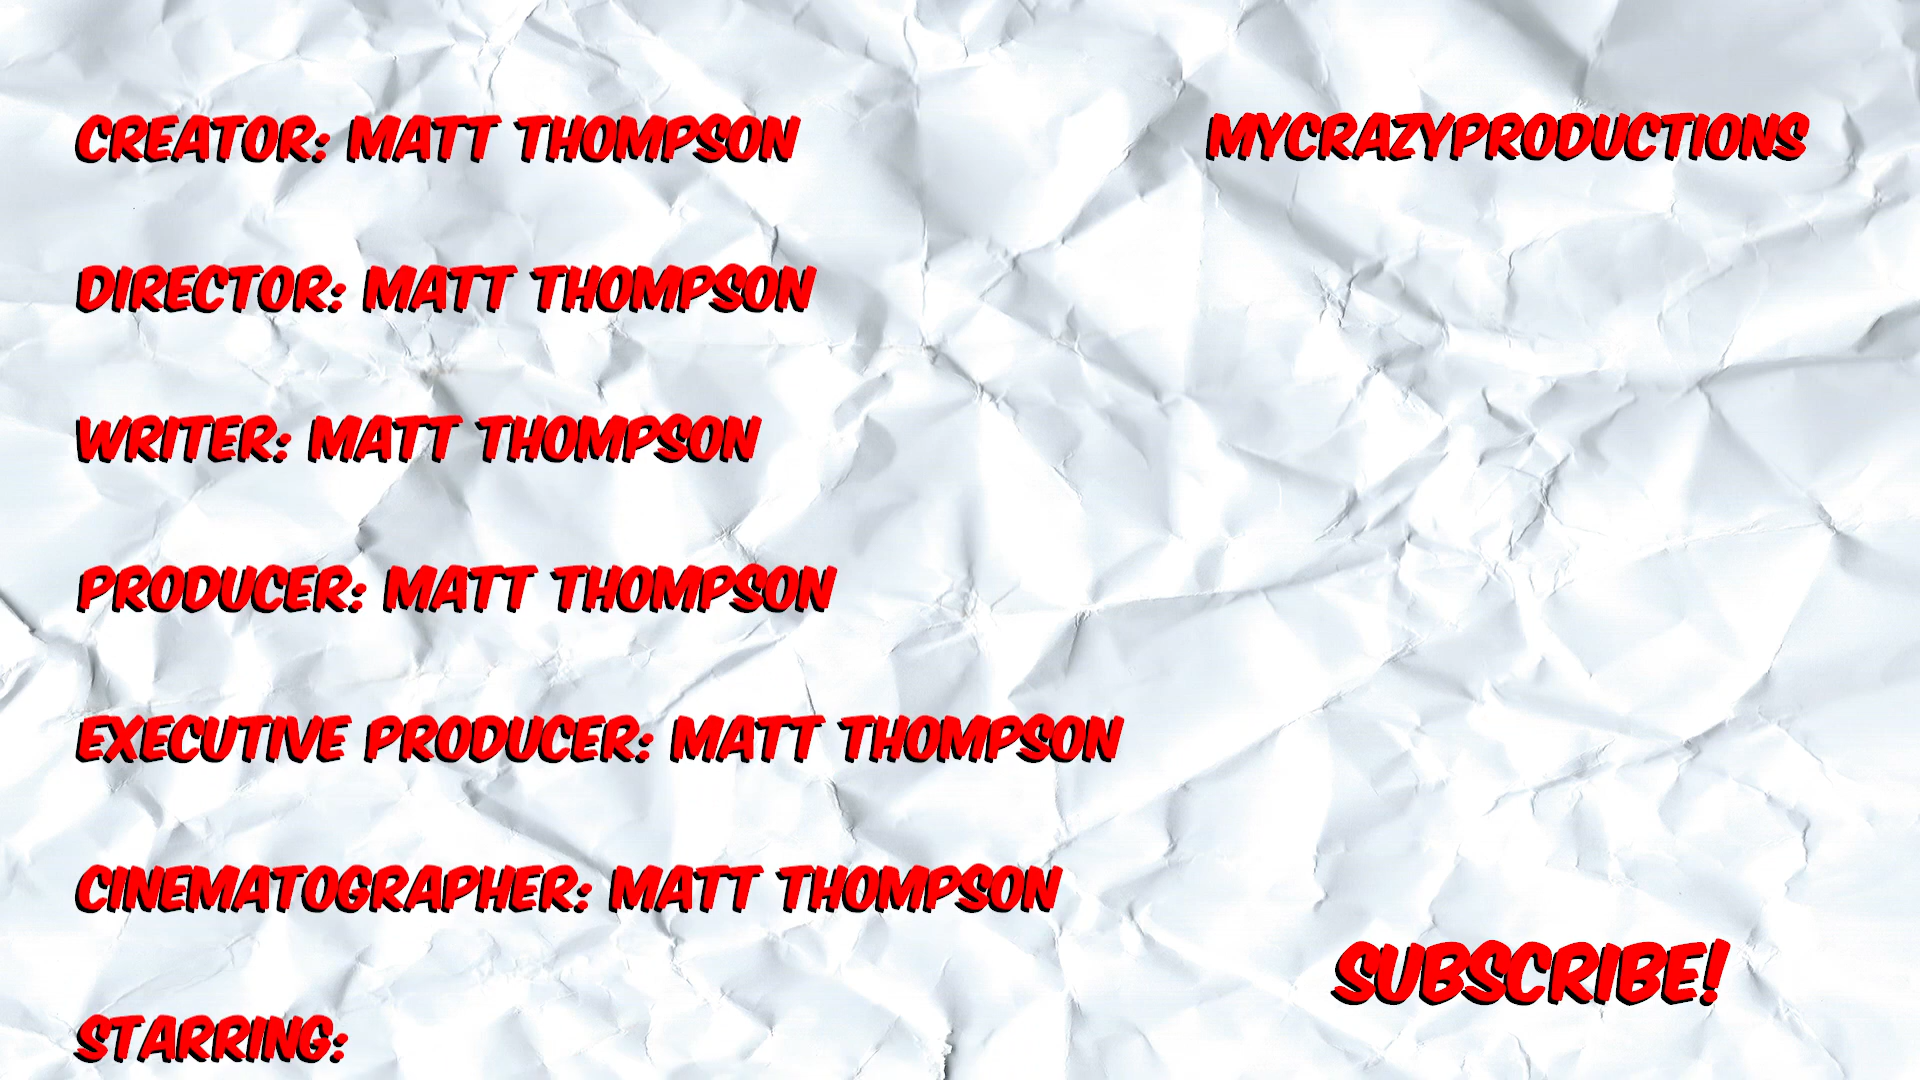 CREATOR: MATT THOMPSON
MYCRAZYPRODUCTIONS
DIRECTOR: MATT THOMPSON
WRITER: MATT THOMPSON
PRODUCER: MATT THOMPSON
EXECUTIVE PRODUCER: MATT THOMPSON
CINEMATOGRAPHER: MATT THOMPSON
SUBSCRIBE!
STARRING: